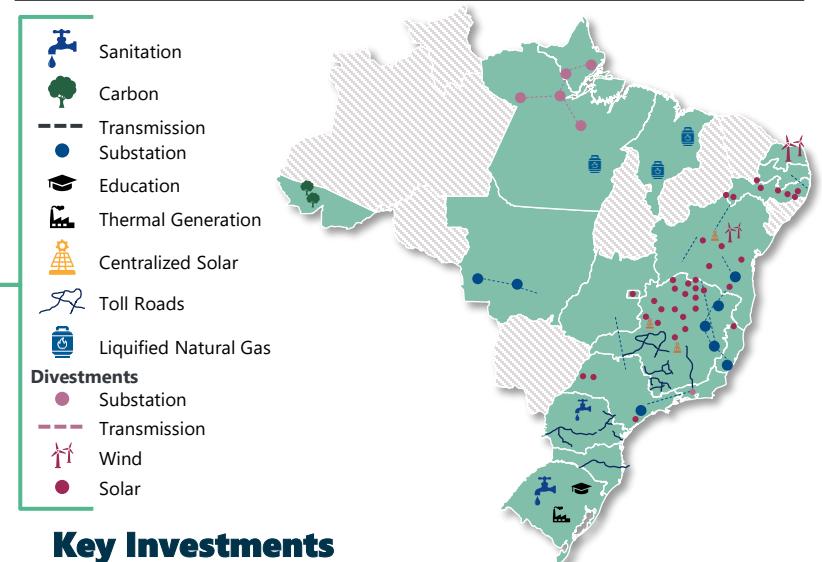 Sanitation
Carbon
Transmission
Substation
Education
Thermal Generation
Centralized Solar
Toll Roads
Liquified Natural Gas
Divestments
Substation
Transmission
Wind
Solar
Key Investments